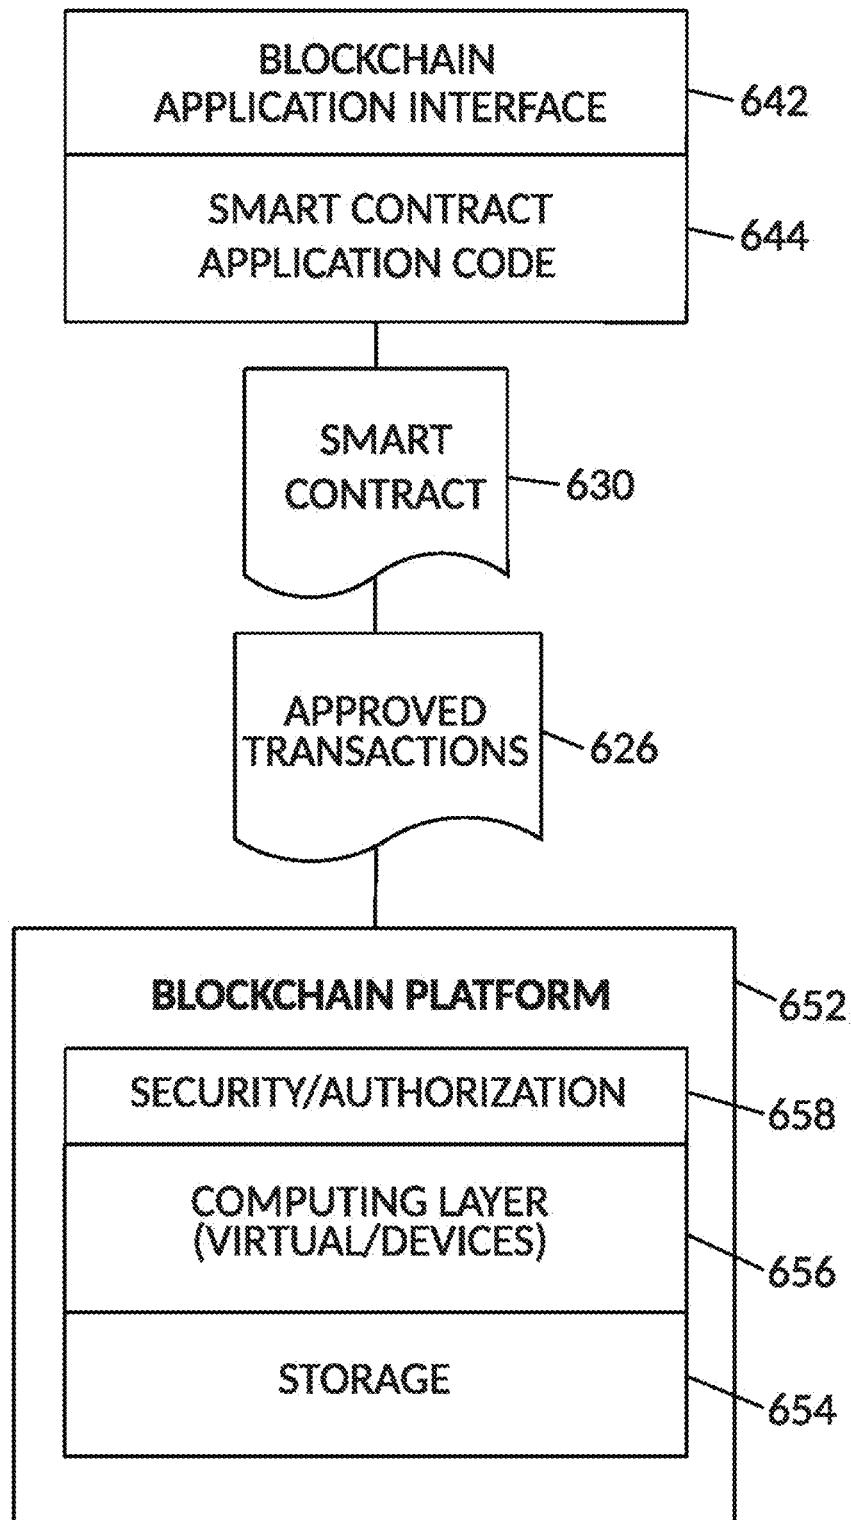 BLOCKCHAIN
APPLICATION INTERFACE
642
SMART CONTRACT
APPLICATION CODE
644
SMART
CONTRACT
630
APPROVED
TRANSACTIONS
626
BLOCKCHAIN PLATFORM
652
SECURITY/AUTHORIZATION
658
COMPUTING LAYER
(VIRTUAL/DEVICES)
656
STORAGE
654